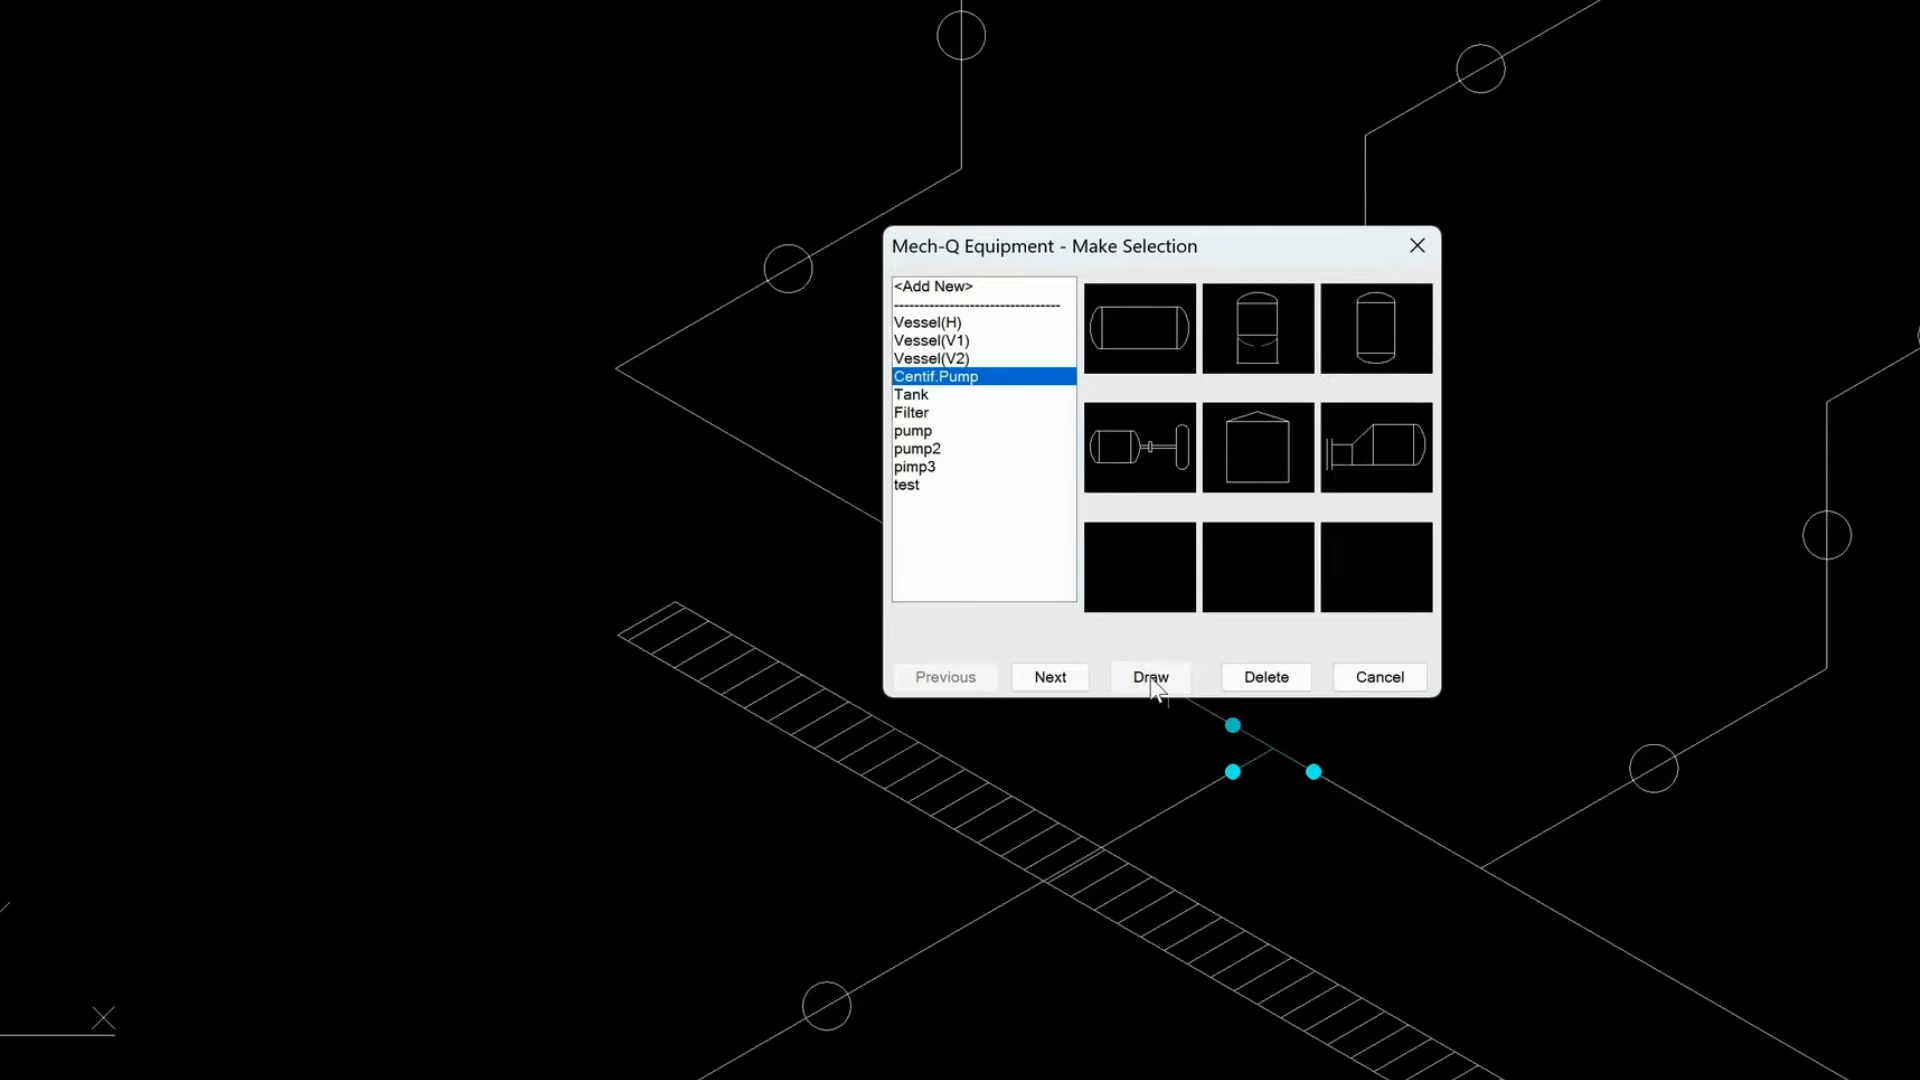 Mech-Q Equipment - Make Selection
<Add New>
---------------------------------
Vessel(H)
Vessel(V1)
Vessel(V2)
Centif.Pump
Tank
Filter
pump
pump2
pimp3
test
Previous
Next
Draw
Delete
Cancel
X